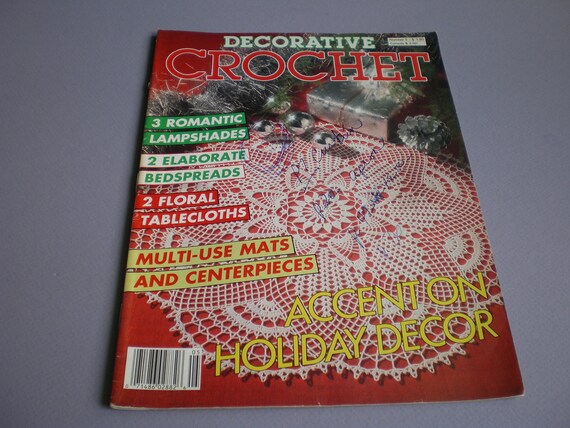 DECORATIVE
CROCHET
3 ROMANTIC
LAMPSHADES
2 ELABORATE
BEDSPREADS
2 FLORAL
TABLECLOTHS
MULTI-USE MATS
AND CENTERPIECES
ACCENT ON
HOLIDAY DECOR
05